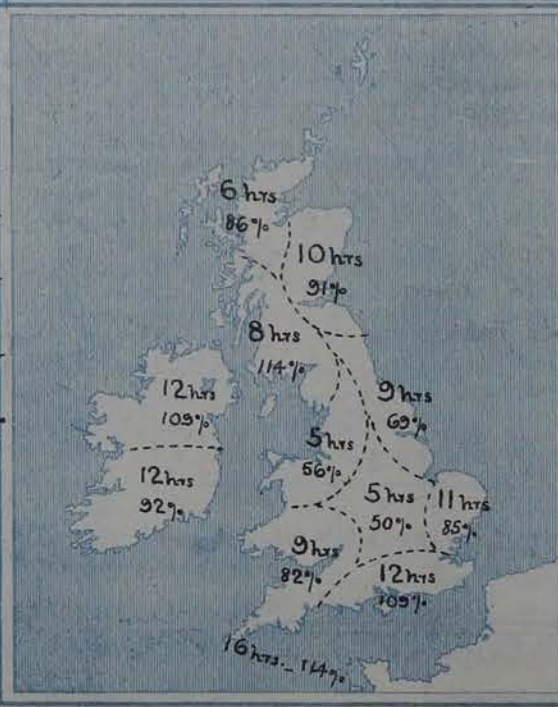 6 hrs
86%
10 hrs
91%
8 hrs
114%
12 hrs
109%
9 hrs
69%
5 hrs
56%
12 hrs
92%
5 hrs
50%
11 hrs
85%
9 hrs
82%
12 hrs
109%
16 hrs. _ 114%